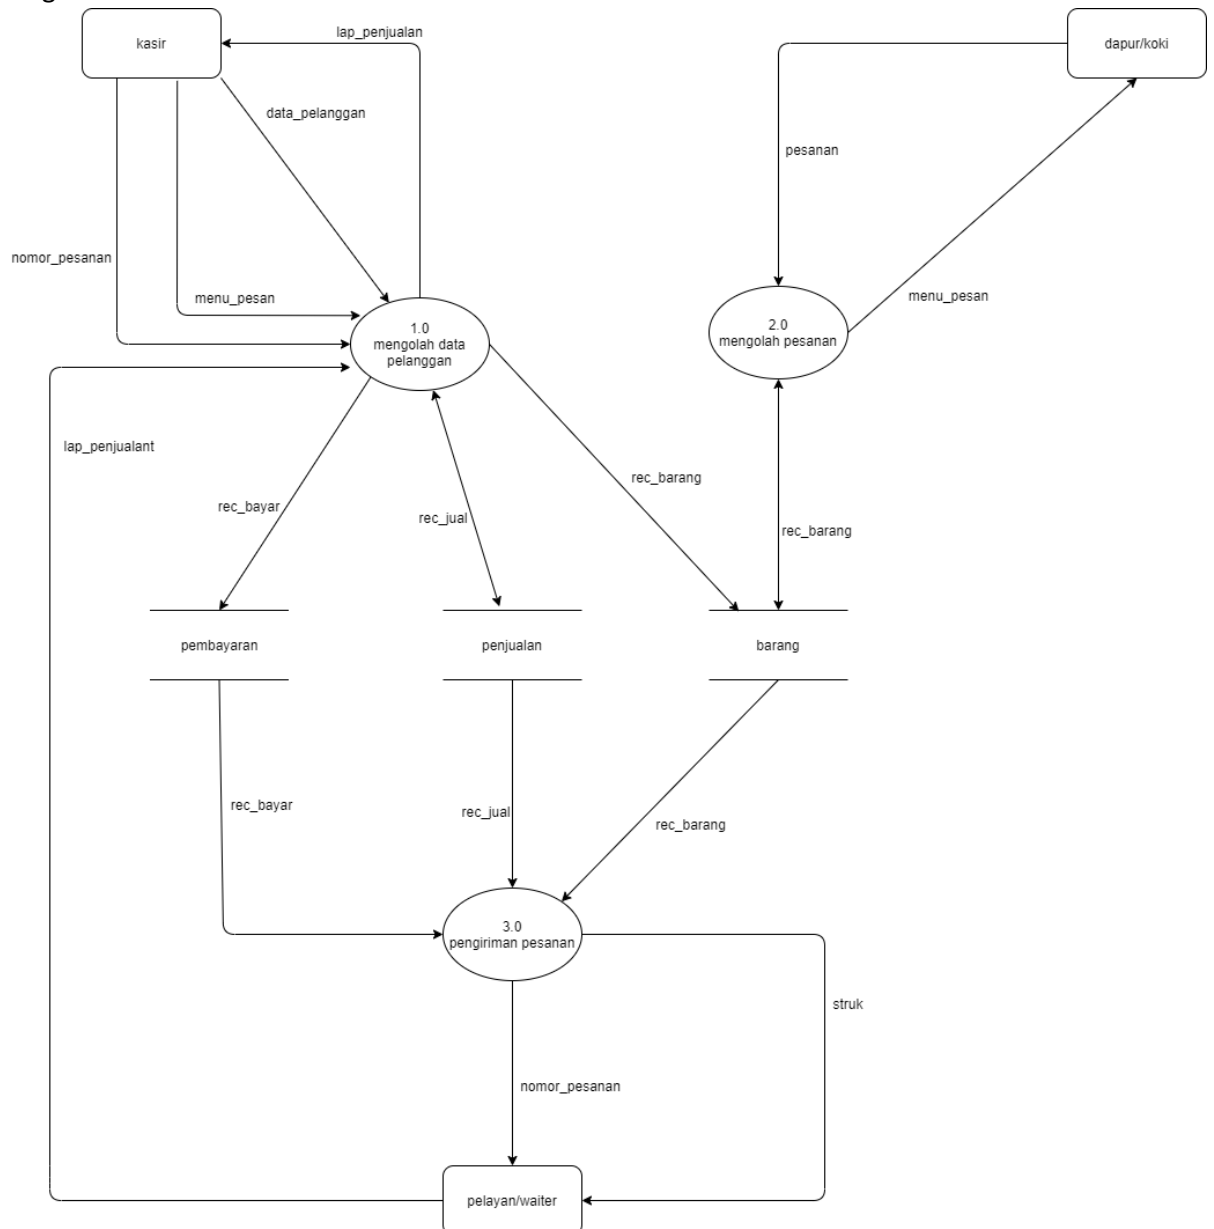 kasir
lap_penjualan
dapur/koki
data_pelanggan
pesanan
nomor_pesanan
menu_pesan
menu_pesan
1.0
mengolah data
pelanggan
2.0
mengolah pesanan
lap_penjualant
rec_bayar
rec_jual
rec_barang
rec_barang
pembayaran
penjualan
barang
rec_bayar
rec_jual
rec_barang
3.0
pengiriman pesanan
struk
nomor_pesanan
pelayan/waiter